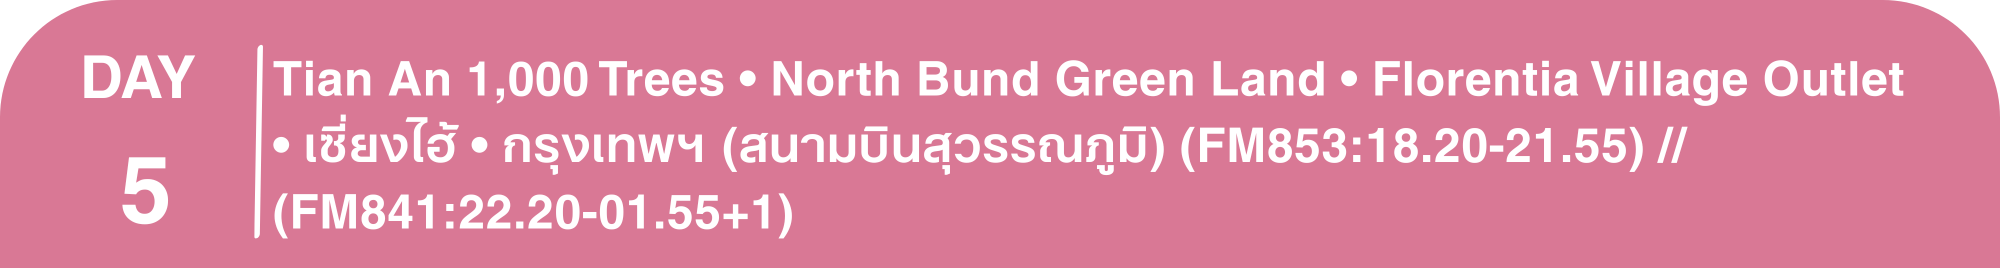 DAY
5
Tian An 1,000 Trees • North Bund Green Land • Florentia Village Outlet
• เซี่ยงไฮ้ • กรุงเทพฯ (สนามบินสุวรรณภูมิ) (FM853:18.20-21.55) //
(FM841:22.20-01.55+1)